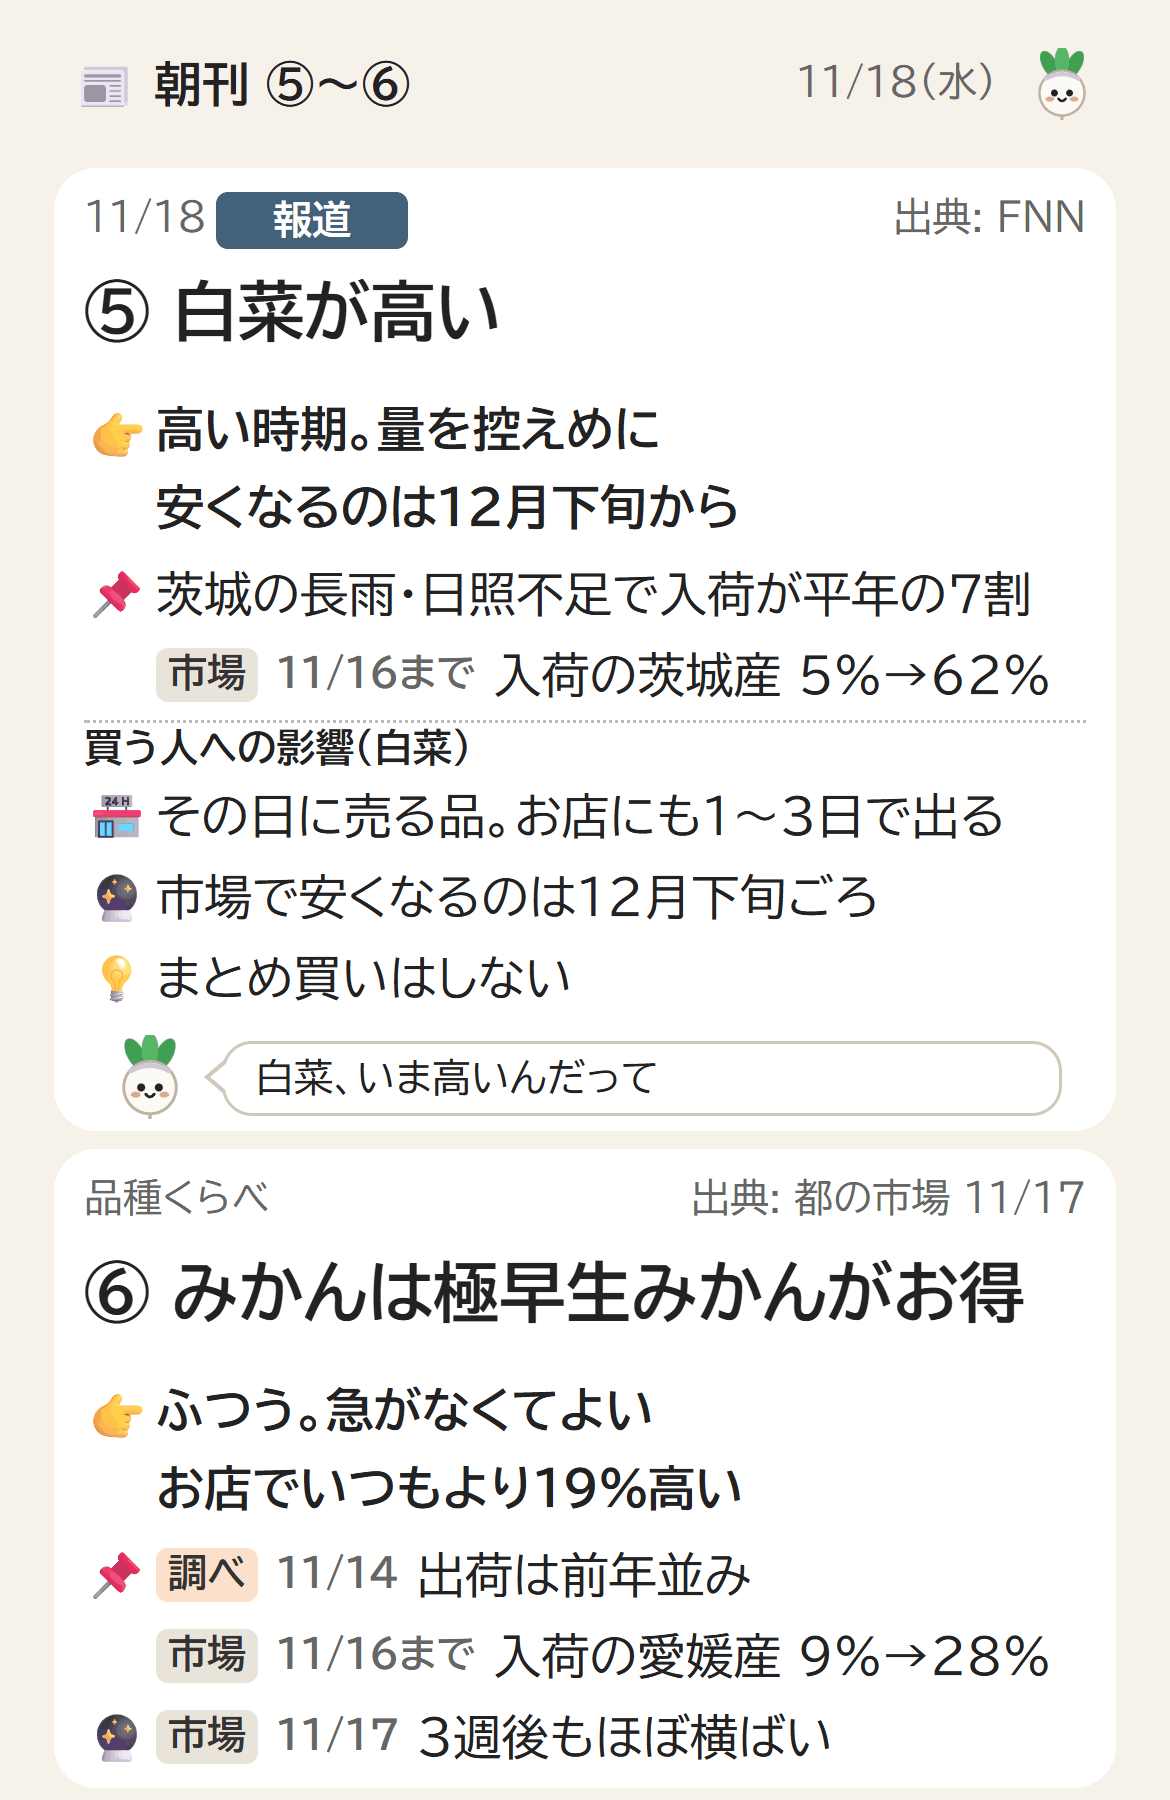 朝刊 ⑤〜⑥
11/18(水)
11/18 報道 出典: FNN
⑤ 白菜が高い
高い時期。量を控えめに
安くなるのは12月下旬から
茨城の長雨・日照不足で入荷が平年の7割
市場 11/16まで 入荷の茨城産 5%→62%
買う人への影響(白菜)
24H
その日に売る品。お店にも1〜3日で出る
市場で安くなるのは12月下旬ごろ
まとめ買いはしない
白菜、いま高いんだって
品種くらべ 出典: 都の市場 11/17
⑥ みかんは極早生みかんがお得
ふつう。急がなくてよい
お店でいつもより19%高い
調べ 11/14 出荷は前年並み
市場 11/16まで 入荷の愛媛産 9%→28%
市場 11/17 3週後もほぼ横ばい